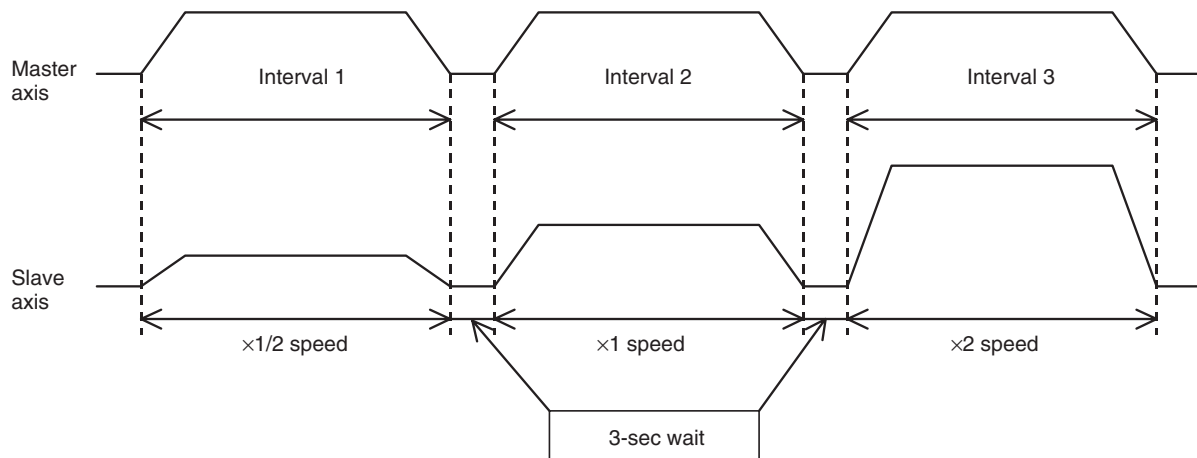 Master
axis
Interval 1
Interval 2
Interval 3
Slave
axis
×1/2 speed
×1 speed
×2 speed
3-sec wait